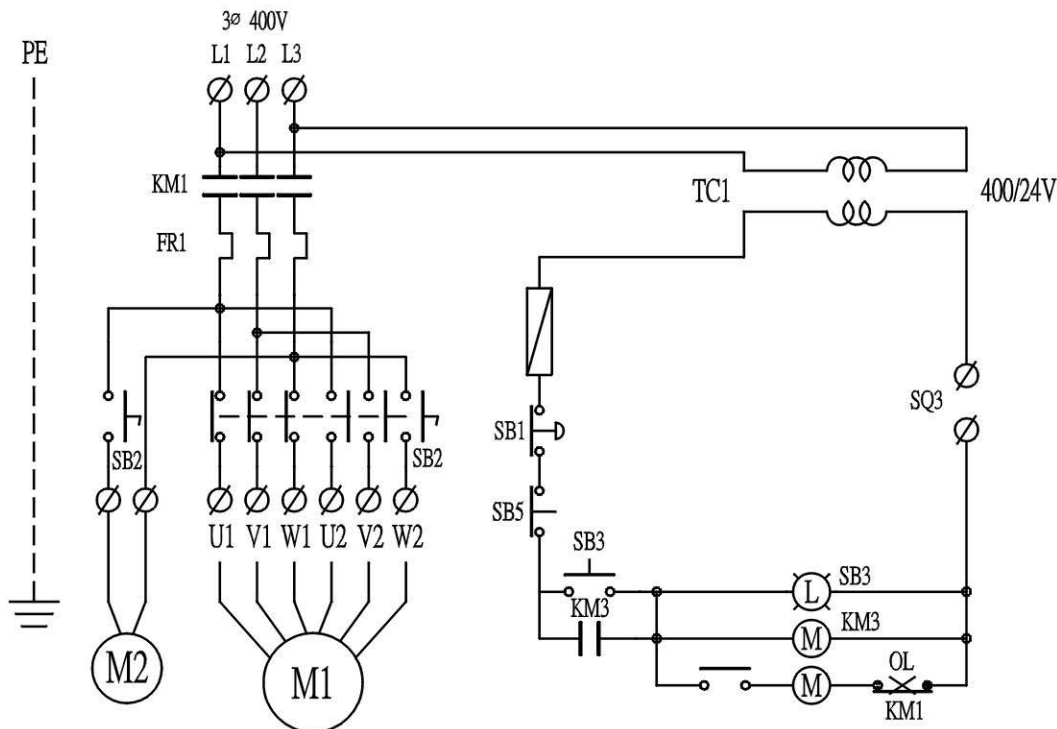 3ø 400V
PE
L1 L2 L3
KM1
TC1
400/24V
FR1
SQ3
SB1
SB2
SB2
SB5
U1 V1 W1 U2 V2 W2
SB3
L
SB3
KM3
M
KM3
M2
M1
M
OL
KM1